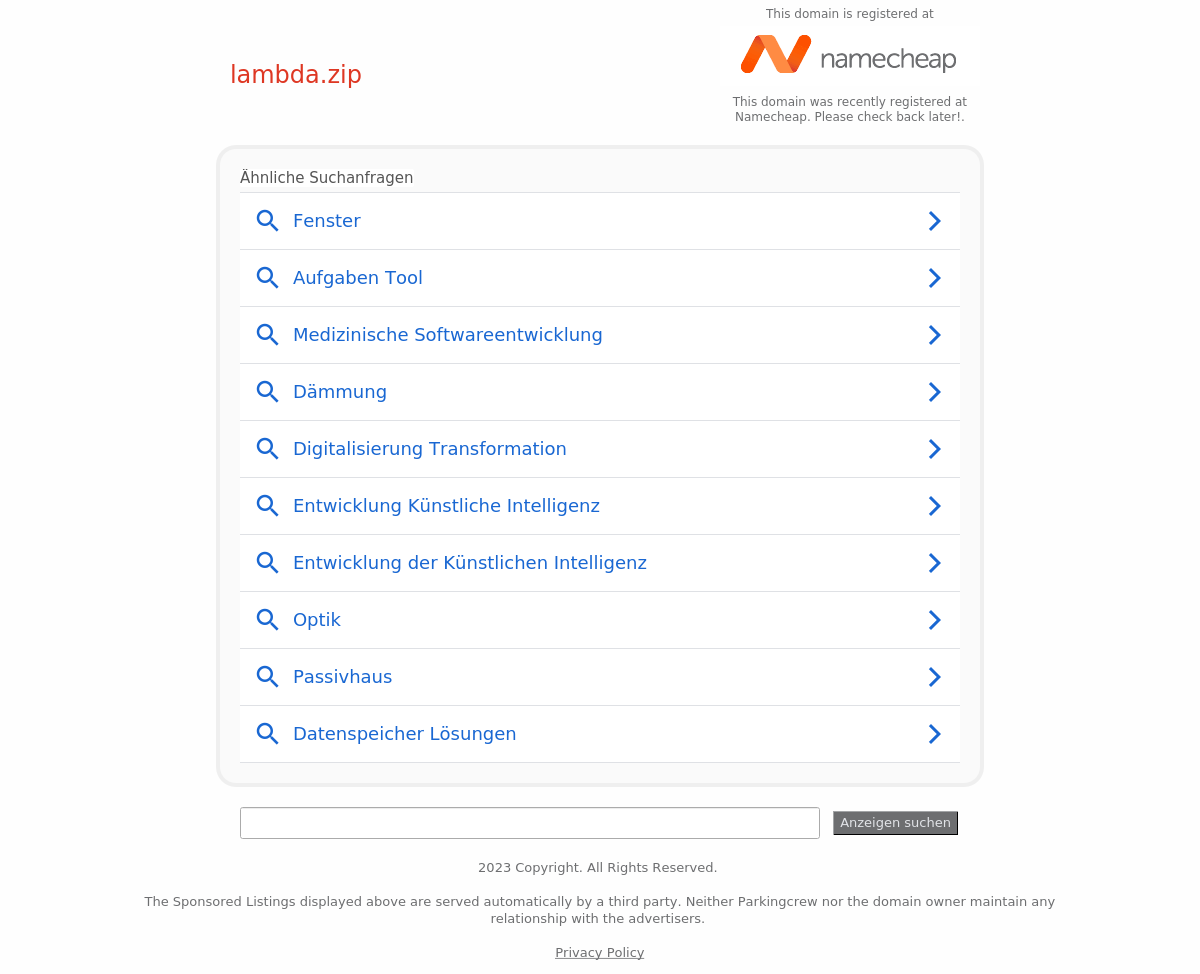 This domain is registered at
namecheap
lambda.zip
This domain was recently registered at
Namecheap. Please check back later!.
Ähnliche Suchanfragen
Fenster
Aufgaben Tool
Medizinische Softwareentwicklung
Dämmung
Digitalisierung Transformation
Entwicklung Künstliche Intelligenz
Entwicklung der Künstlichen Intelligenz
Optik
Passivhaus
Datenspeicher Lösungen
Anzeigen suchen
2023 Copyright. All Rights Reserved.
The Sponsored Listings displayed above are served automatically by a third party. Neither Parkingcrew nor the domain owner maintain any
relationship with the advertisers.
Privacy Policy